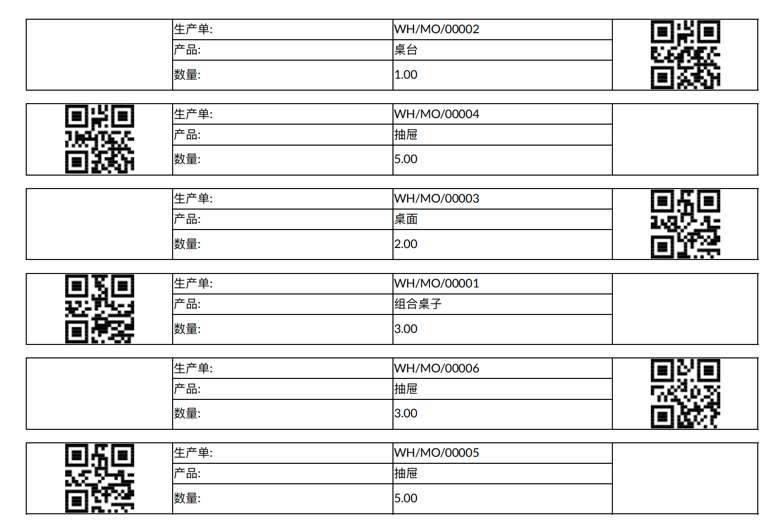 生产单: WH/MO/00002
产品: 桌台
数量: 1.00
生产单: WH/MO/00004
产品: 抽屉
数量: 5.00
生产单: WH/MO/00003
产品: 桌面
数量: 2.00
生产单: WH/MO/00001
产品: 组合桌子
数量: 3.00
生产单: WH/MO/00006
产品: 抽屉
数量: 3.00
生产单: WH/MO/00005
产品: 抽屉
数量: 5.00